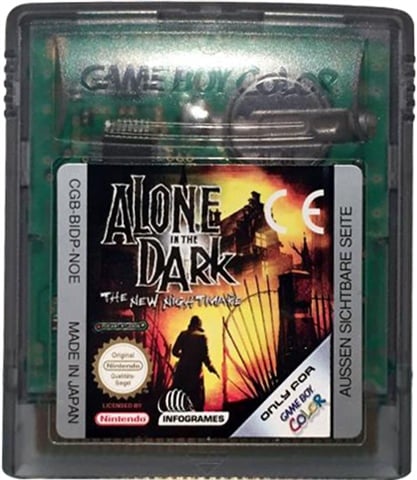 GAME BOY COLOR
CGB-BIDP-NOE
MADE IN JAPAN
ALONE
IN THE
DARK
THE NEW NIGHTMARE
CE
Original
Nintendo
Qualitäts-
Siegel
LICENSED BY
Nintendo
INFOGRAMES
ONLY FOR
GAME BOY
COLOR
AUSSEN SICHTBARE SEITE